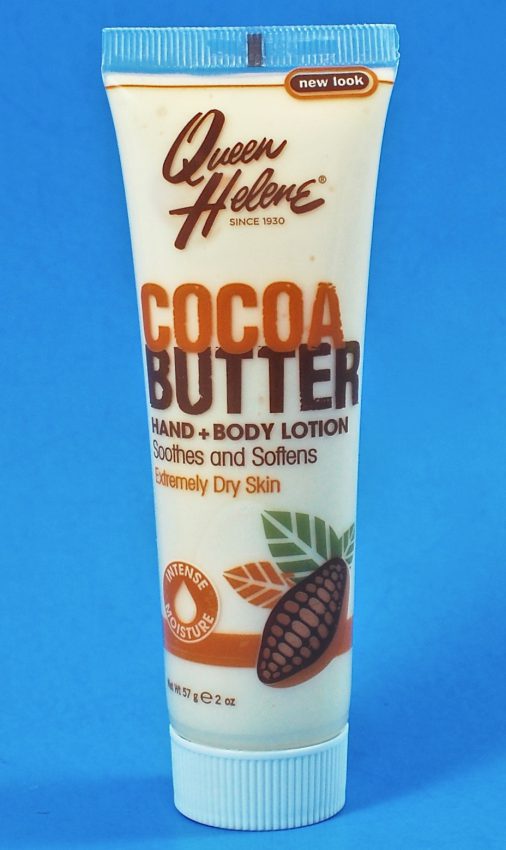 new look
Queen
Helene®
SINCE 1930
COCOA
BUTTER
HAND + BODY LOTION
Soothes and Softens
Extremely Dry Skin
INTENSE
MOISTURE
Net Wt 57 g ℮ 2 oz